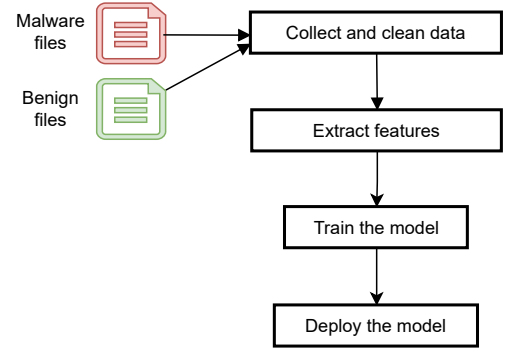 Malware
files
Collect and clean data
Benign
files
Extract features
Train the model
Deploy the model